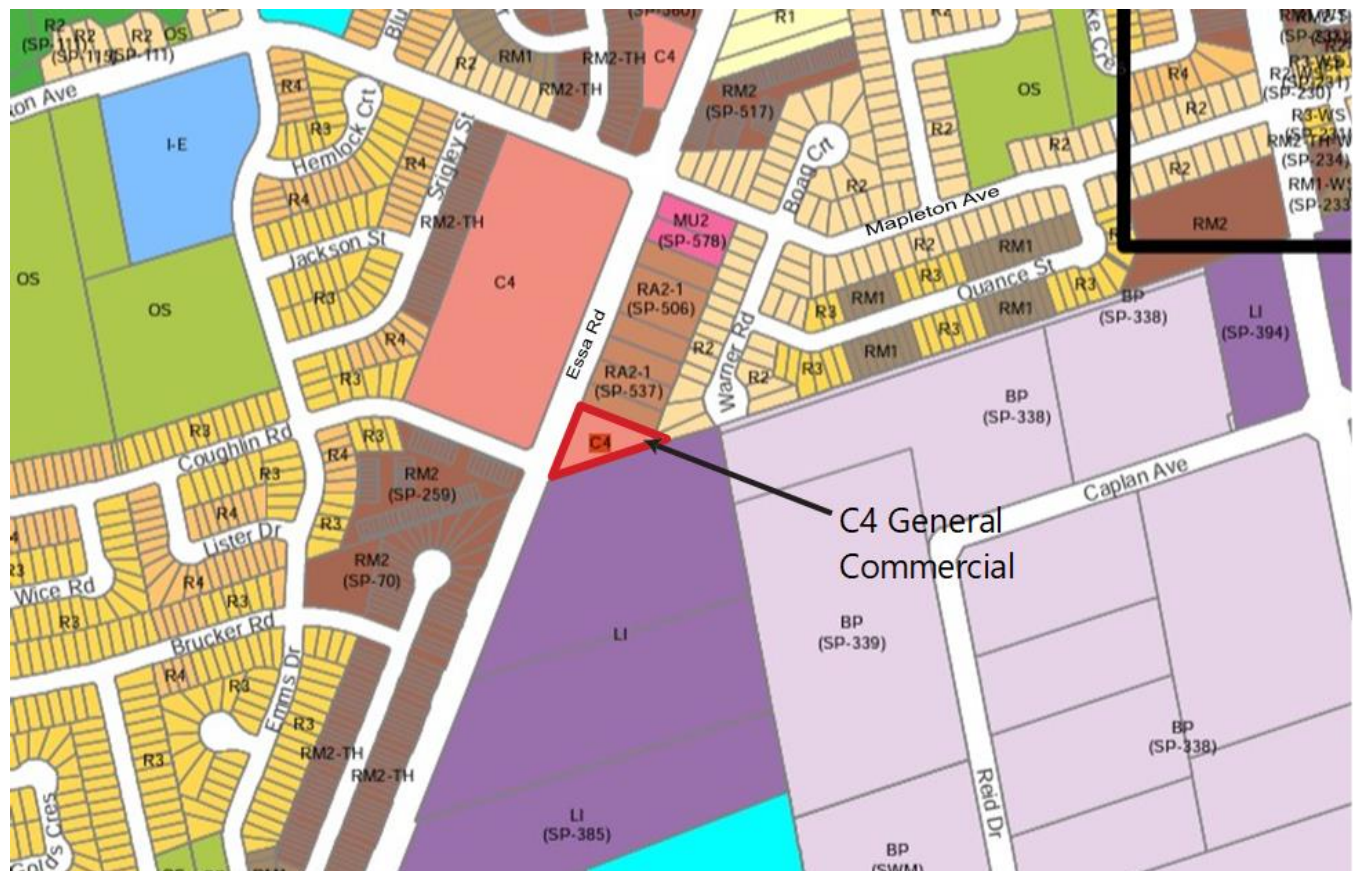 R2
R2
R2
OS
(SP-115)
(SP-111)
ton Ave
I-E
OS
OS
R4
R3
Hemlock Crt
R4
R4
Srigley St
RM2-TH
Jackson St
R3
R4
R3
R2
RM1
RM2-TH
RM2-TH
C4
R1
RM2
(SP-517)
C4
Essa Rd
MU2
(SP-578)
RA2-1
(SP-506)
RA2-1
(SP-537)
C4
Boag Crt
R2
R2
R2
OS
R2
Mapleton Ave
R2
RM1
R3
Quance St
R3
RM1
R3
RM1
R3
RM1
R3
R2
Warner Rd
R2
R4
R2
R2
RM2
(SP-230)
(SP-234)
BP
(SP-338)
LI
(SP-394)
BP
(SP-338)
Caplan Ave
C4 General
Commercial
R3
Coughlin Rd
R3
R4
R3
R4
Lister Dr
R3
RM2
(SP-259)
RM2
(SP-70)
R4
R3
Wice Rd
R3
R3
Brucker Rd
R4
R3
Emms Dr
R3
R3
RM2-TH
RM2-TH
LI
LI
(SP-385)
BP
(SP-339)
BP
(SP-338)
Reid Dr
BP
(SWM)